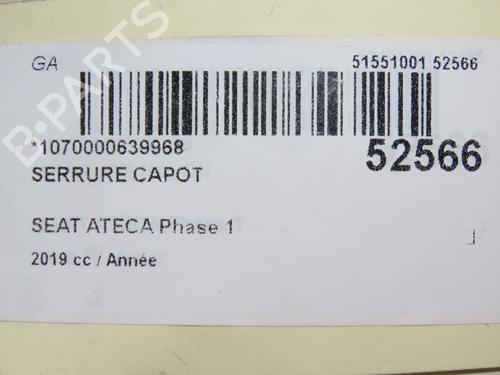 GA
51551001 52566
*1070000639968
52566
SERRURE CAPOT
SEAT ATECA Phase 1
2019 cc / Année
B-PARTS